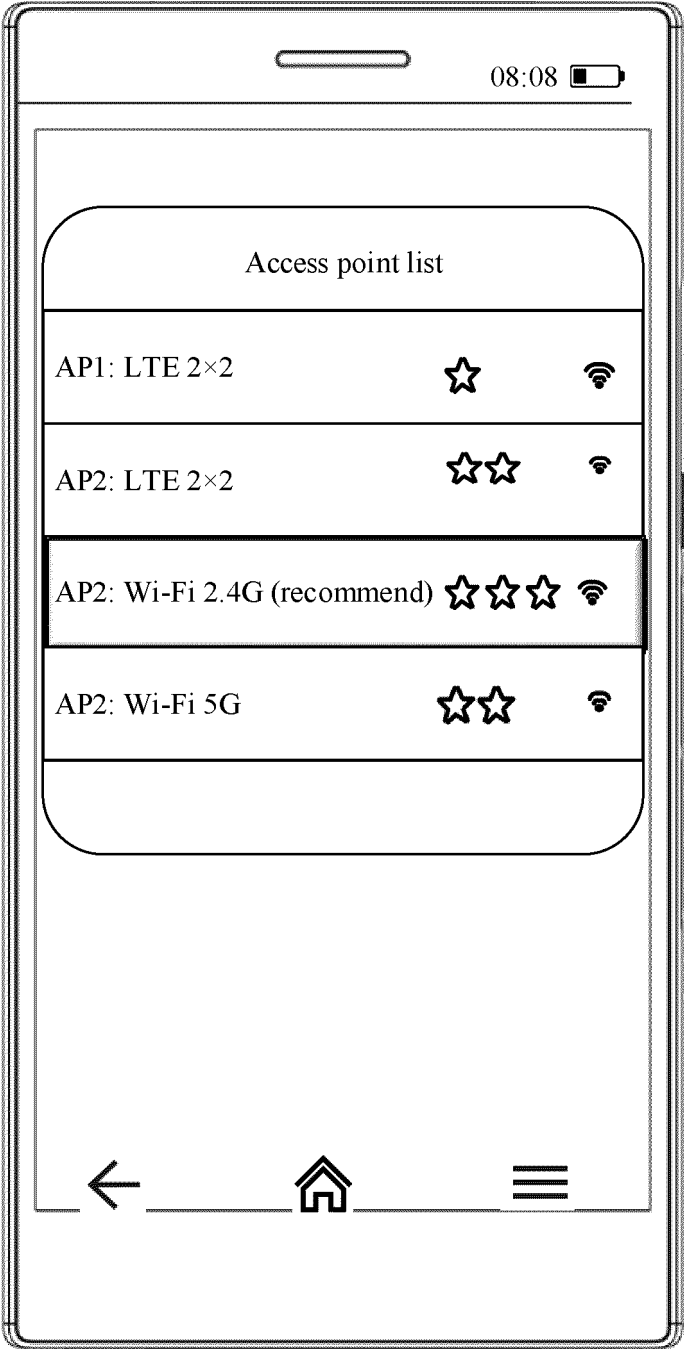 08:08
Access point list
AP1: LTE 2×2
AP2: LTE 2×2
AP2: Wi-Fi 2.4G (recommend)
AP2: Wi-Fi 5G